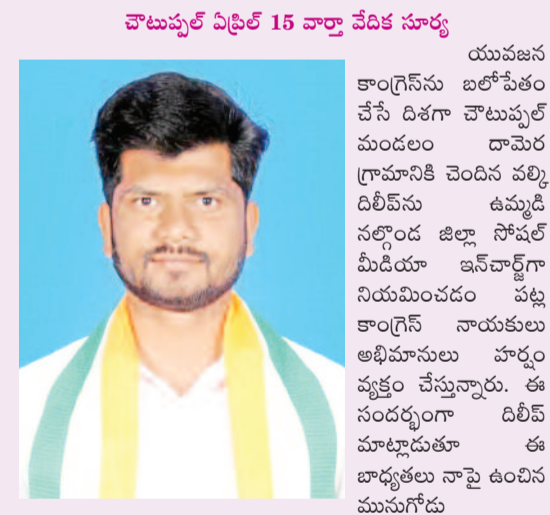 చౌటుప్పల్ ఏప్రిల్ 15 వార్తా వేదిక సూర్య
యువజన
కాంగ్రెస్‌ను బలోపేతం
చేసే దిశగా చౌటుప్పల్
మండలం దామెర
గ్రామానికి చెందిన వల్కి
దిలీప్‌ను ఉమ్మడి
నల్గొండ జిల్లా సోషల్
మీడియా ఇన్‌చార్జ్‌గా
నియమించడం పట్ల
కాంగ్రెస్ నాయకులు
అభిమానులు హర్షం
వ్యక్తం చేస్తున్నారు. ఈ
సందర్భంగా దిలీప్
మాట్లాడుతూ ఈ
బాధ్యతలు నాపై ఉంచిన
మునుగోడు